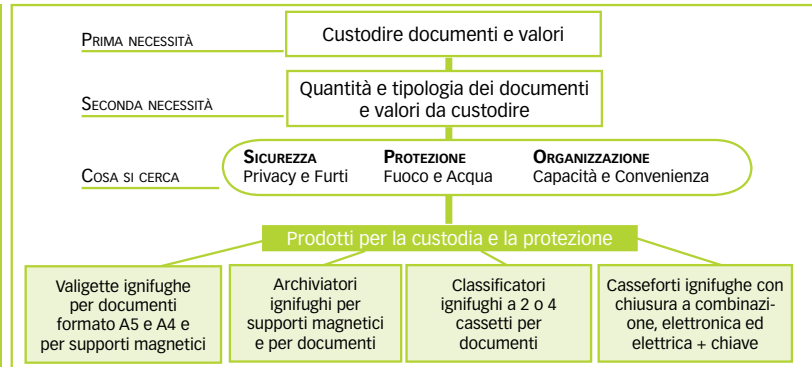 PRIMA NECESSITÀ
Custodire documenti e valori
SECONDA NECESSITÀ
Quantità e tipologia dei documenti
e valori da custodire
COSA SI CERCA
SICUREZZA
Privacy e Furti
PROTEZIONE
Fuoco e Acqua
ORGANIZZAZIONE
Capacità e Convenienza
Prodotti per la custodia e la protezione
Valigette ignifughe
per documenti
formato A5 e A4 e
per supporti magnetici
Archiviatori
ignifughi per
supporti magnetici
e per documenti
Classificatori
ignifughi a 2 o 4
cassetti per
documenti
Casseforti ignifughe con
chiusura a combinazi-
one, elettronica ed
elettrica + chiave